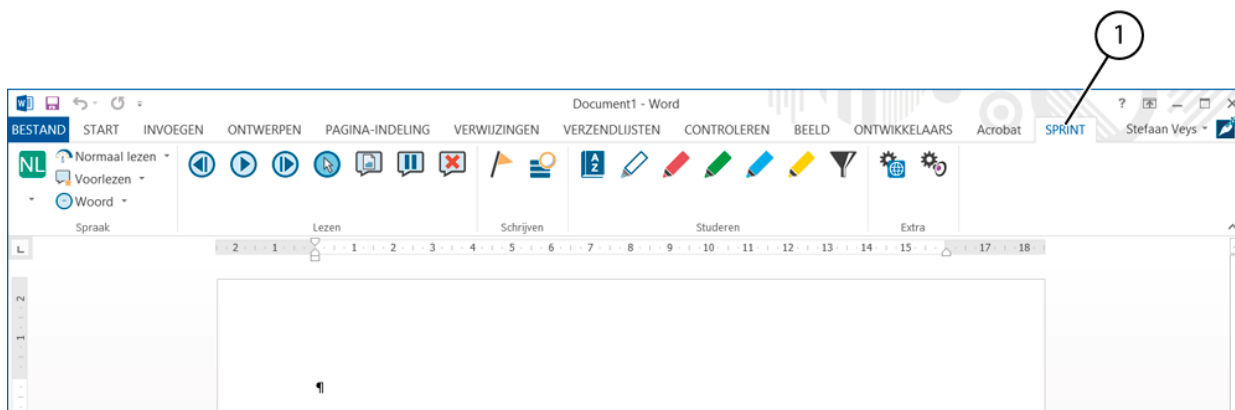 1
Document1 - Word
?
BESTAND START INVOEGEN ONTWERPEN PAGINA-INDELING VERWIJZINGEN VERZENDLIJSTEN CONTROLEREN BEELD ONTWIKKELAARS Acrobat SPRINT Stefaan Veys
NL Normaal lezen
Voorlezen
Woord
A
Z
Spraak Lezen Schrijven Studeren Extra
L 2 1 1 2 3 4 5 6 7 8 9 10 11 12 13 14 15 17 18
2
1
¶